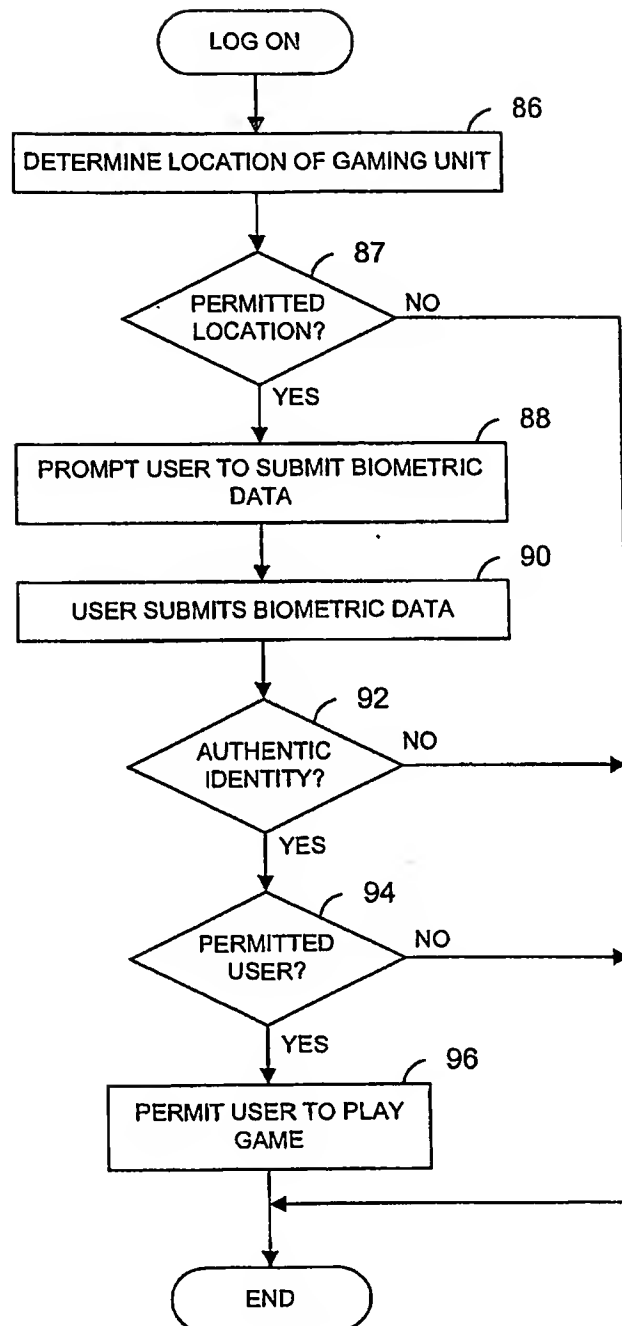 LOG ON
86
DETERMINE LOCATION OF GAMING UNIT
87
PERMITTED
LOCATION?
NO
YES
88
PROMPT USER TO SUBMIT BIOMETRIC
DATA
90
USER SUBMITS BIOMETRIC DATA
92
AUTHENTIC
IDENTITY?
NO
YES
94
PERMITTED
USER?
NO
YES
96
PERMIT USER TO PLAY
GAME
END